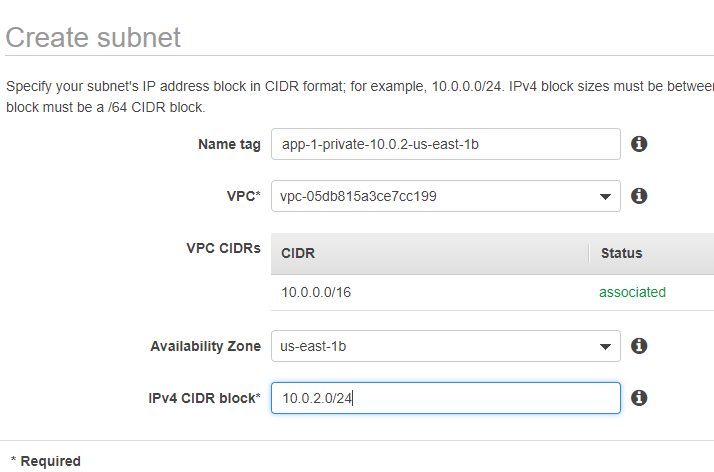 Create subnet
Specify your subnet's IP address block in CIDR format; for example, 10.0.0.0/24. IPv4 block sizes must be
block must be a /64 CIDR block.
Name tag app-1-private-10.0.2-us-east-1b
VPC* vpc-05db815a3ce7cc199
VPC CIDRs CIDR Status
10.0.0.0/16 associated
Availability Zone us-east-1b
IPv4 CIDR block* 10.0.2.0/24
* Required